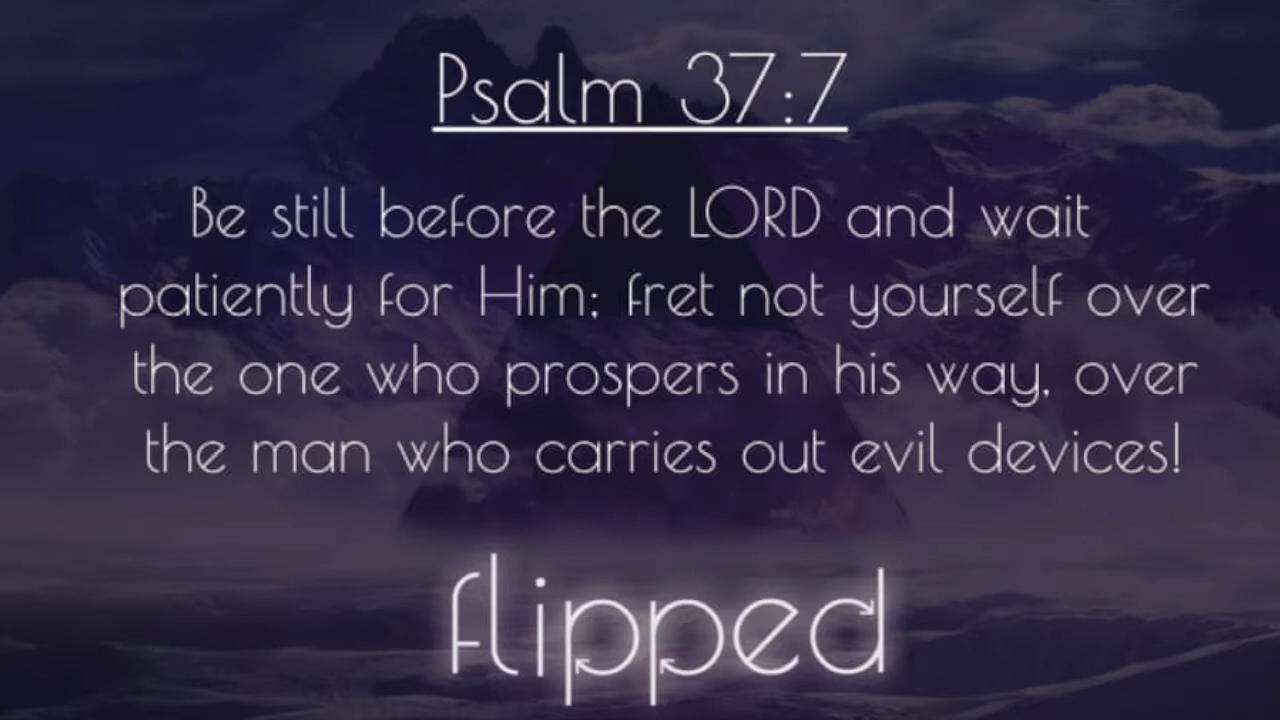 Psalm 37:7
Be still before the LORD and wait
patiently for Him; fret not yourself over
the one who prospers in his way, over
the man who carries out evil devices!
flipped